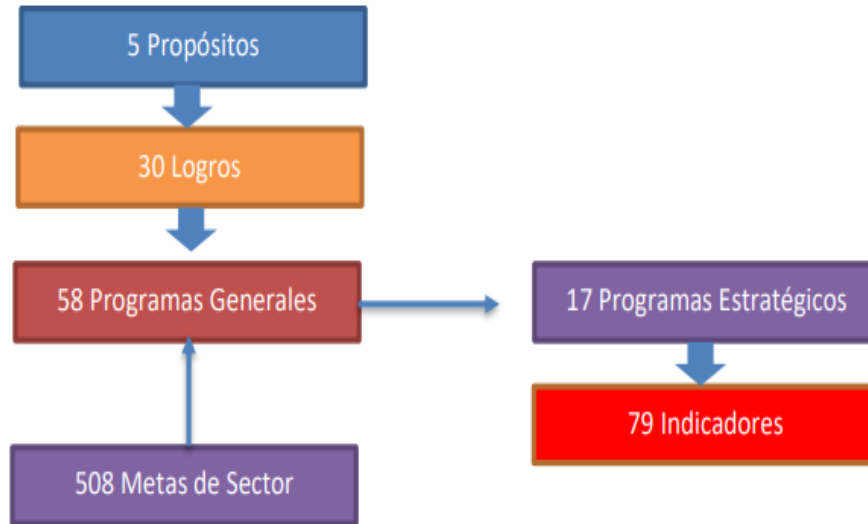 5 Propósitos
30 Logros
58 Programas Generales
17 Programas Estratégicos
79 Indicadores
508 Metas de Sector